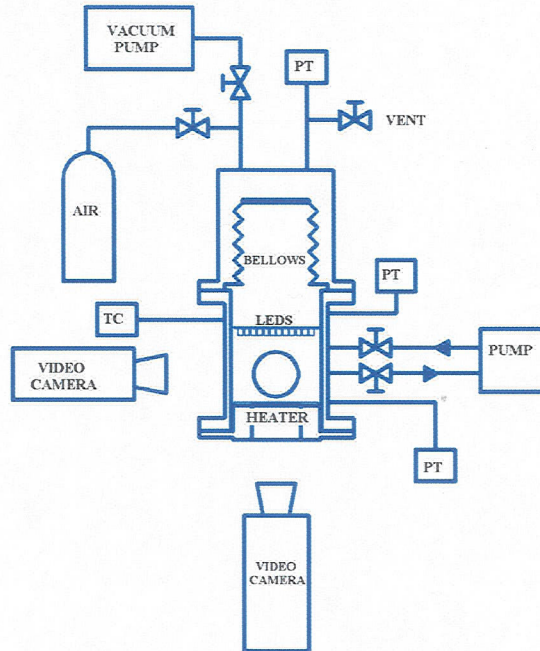 VACUUM
PUMP
PT
VENT
AIR
BELLOWS
PT
TC
LEDS
VIDEO
CAMERA
PUMP
HEATER
PT
VIDEO
CAMERA